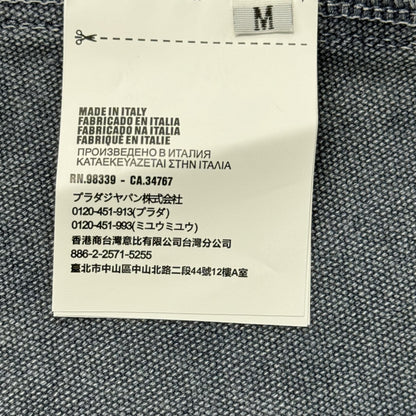 M
MADE IN ITALY
FABRICADO EN ITALIA
FABRICADO NA ITALIA
FABRIQUÉ EN ITALIE
ПРОИЗВЕДЕНО В ИТАЛИЯ
ΚΑΤΑΕΚΕΥΑΖΕΤΑΙ ΣΤΗΝ ΙΤΑΛΙΑ
RN.98339 - CA.34767
プラダジャパン株式会社
0120-451-913(プラダ)
0120-451-993(ミュウミュウ)
香港商台灣意比有限公司台灣分公司
886-2-2571-5255
臺北市中山區中山北路二段44號12樓A室